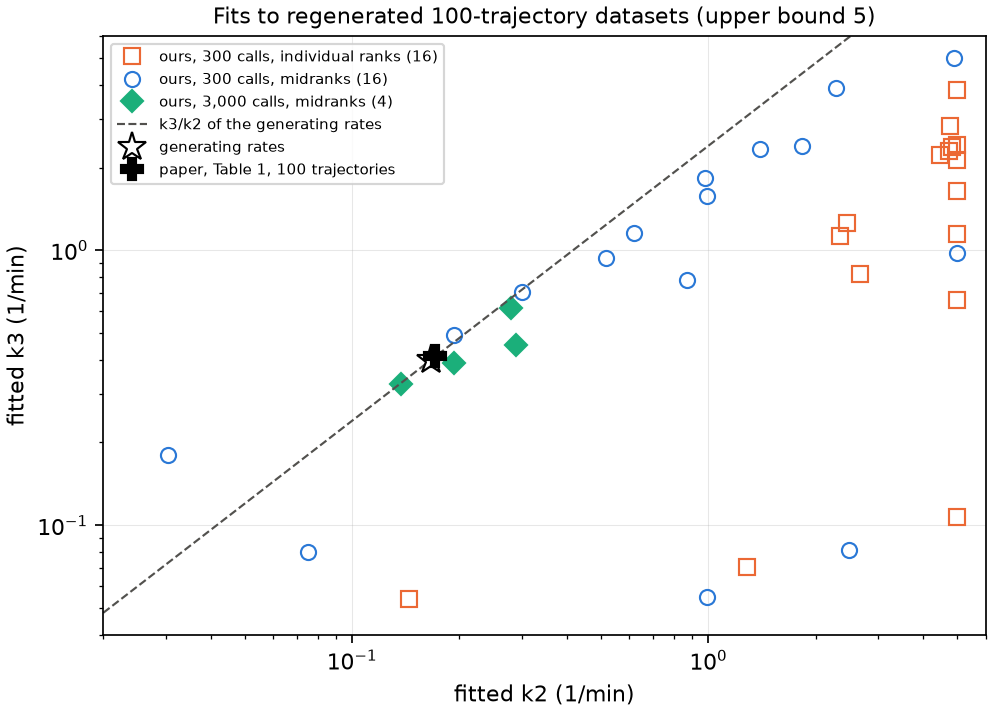 Fits to regenerated 100-trajectory datasets (upper bound 5)
ours, 300 calls, individual ranks (16)
ours, 300 calls, midranks (16)
ours, 3,000 calls, midranks (4)
k3/k2 of the generating rates
generating rates
paper, Table 1, 100 trajectories
fitted k3 (1/min)
10⁰
10⁻¹
10⁻¹
10⁰
fitted k2 (1/min)